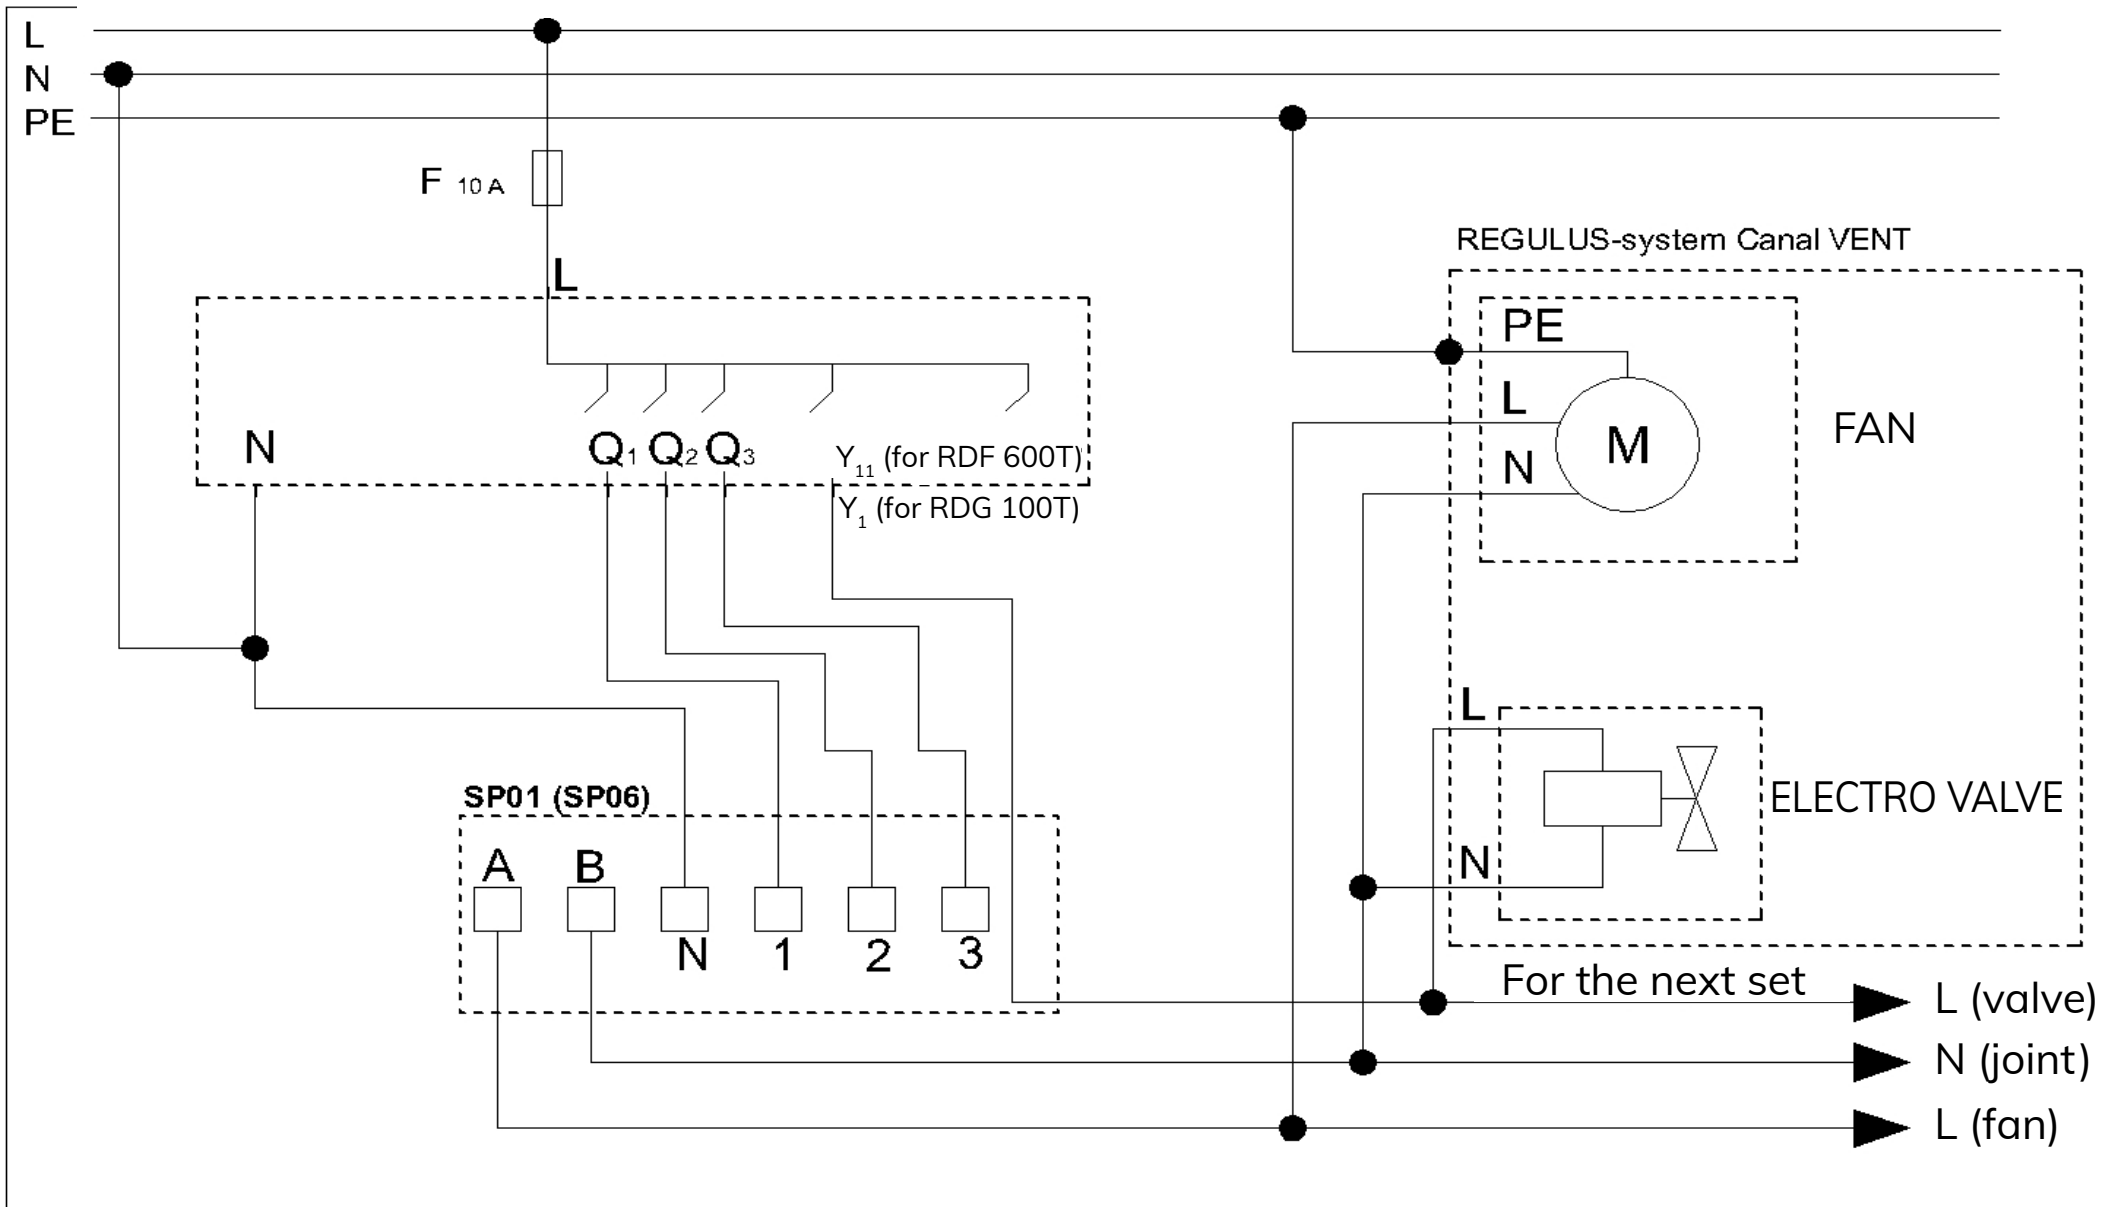 L
N
PE
F 10 A
L
REGULUS-system Canal VENT
PE
L
N
M
FAN
N
Q1 Q2 Q3
Y11 (for RDF 600T)
Y1 (for RDG 100T)
L
N
ELECTRO VALVE
SP01 (SP06)
A B
N 1 2 3
For the next set
L (valve)
N (joint)
L (fan)